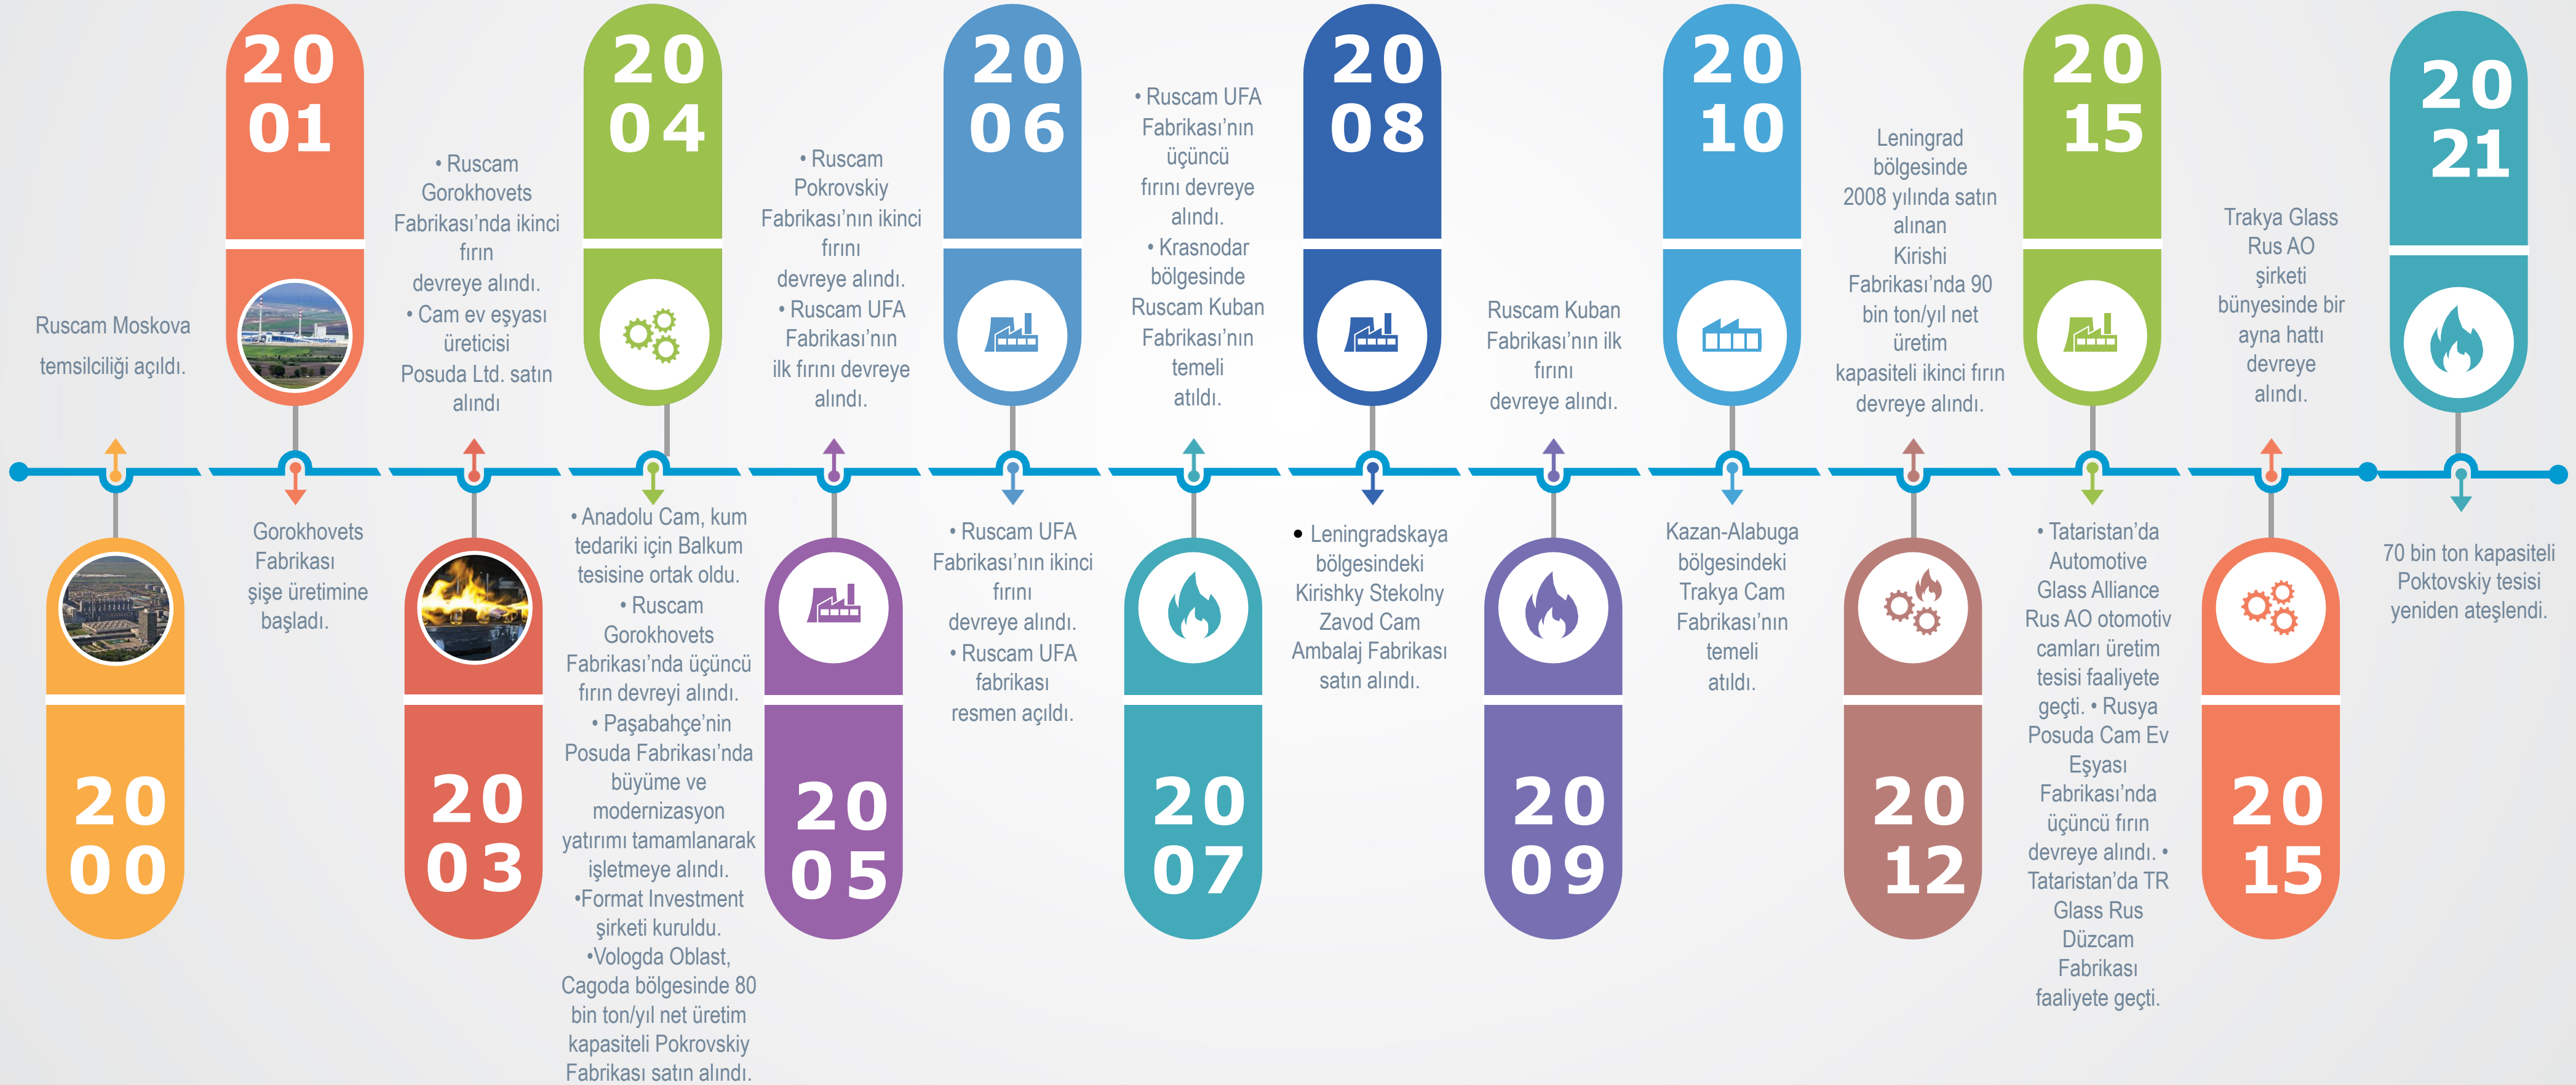 20
00
Ruscam Moskova
temsilciliği açıldı.
20
01
Gorokhovets
Fabrikası
şişe üretimine
başladı.
20
03
• Ruscam
Gorokhovets
Fabrikası’nda ikinci
fırın
devreye alındı.
• Cam ev eşyası
üreticisi
Posuda Ltd. satın
alındı
20
04
• Anadolu Cam, kum
tedariki için Balkum
tesisine ortak oldu.
• Ruscam
Gorokhovets
Fabrikası’nda üçüncü
fırın devreyi alındı.
• Paşabahçe’nin
Posuda Fabrikası’nda
büyüme ve
modernizasyon
yatırımı tamamlanarak
işletmeye alındı.
•Format Investment
şirketi kuruldu.
•Vologda Oblast,
Cagoda bölgesinde 80
bin ton/yıl net üretim
kapasiteli Pokrovskiy
Fabrikası satın alındı.
20
05
• Ruscam
Pokrovskiy
Fabrikası’nın ikinci
fırını
devreye alındı.
• Ruscam UFA
Fabrikası’nın
ilk fırını devreye
alındı.
20
06
• Ruscam UFA
Fabrikası’nın ikinci
fırını
devreye alındı.
• Ruscam UFA
fabrikası
resmen açıldı.
20
07
• Ruscam UFA
Fabrikası’nın
üçüncü
fırını devreye
alındı.
• Krasnodar
bölgesinde
Ruscam Kuban
Fabrikası’nın
temeli
atıldı.
20
08
• Leningradskaya
bölgesindeki
Kirishky Stekolny
Zavod Cam
Ambalaj Fabrikası
satın alındı.
20
09
Ruscam Kuban
Fabrikası’nın ilk
fırını
devreye alındı.
20
10
Kazan-Alabuga
bölgesindeki
Trakya Cam
Fabrikası’nın
temeli
atıldı.
20
12
Leningrad
bölgesinde
2008 yılında satın
alınan
Kirishi
Fabrikası’nda 90
bin ton/yıl net
üretim
kapasiteli ikinci fırın
devreye alındı.
20
15
• Tataristan’da
Automotive
Glass Alliance
Rus AO otomotiv
camları üretim
tesisi faaliyete
geçti. • Rusya
Posuda Cam Ev
Eşyası
Fabrikası’nda
üçüncü fırın
devreye alındı. •
Tataristan’da TR
Glass Rus
Düzcam
Fabrikası
faaliyete geçti.
20
15
Trakya Glass
Rus AO
şirketi
bünyesinde bir
ayna hattı
devreye
alındı.
20
21
70 bin ton kapasiteli
Poktovskiy tesisi
yeniden ateşlendi.